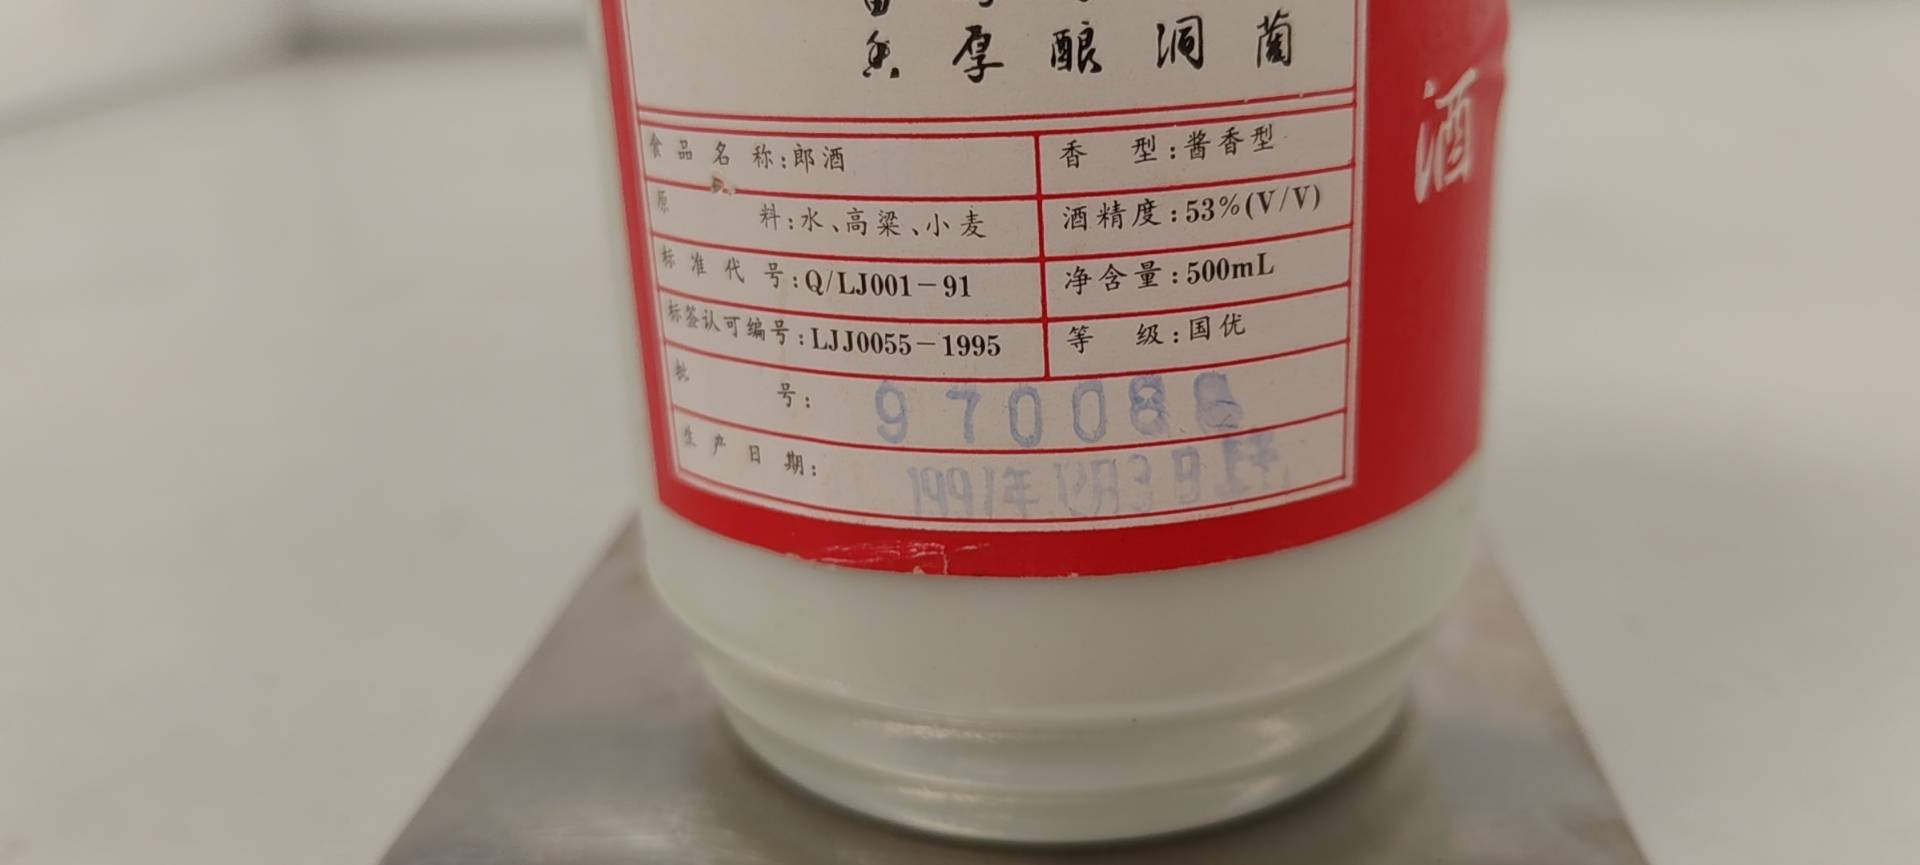 厚酿洞菌
酒
食品名称:郎酒
香型:酱香型
原料:水、高粱、小麦
酒精度:53%(V/V)
标准代号:Q/LJ001-91
净含量:500mL
标签认可编号:LJJ0055-1995
等级:国优
批号:97008
生产日期: